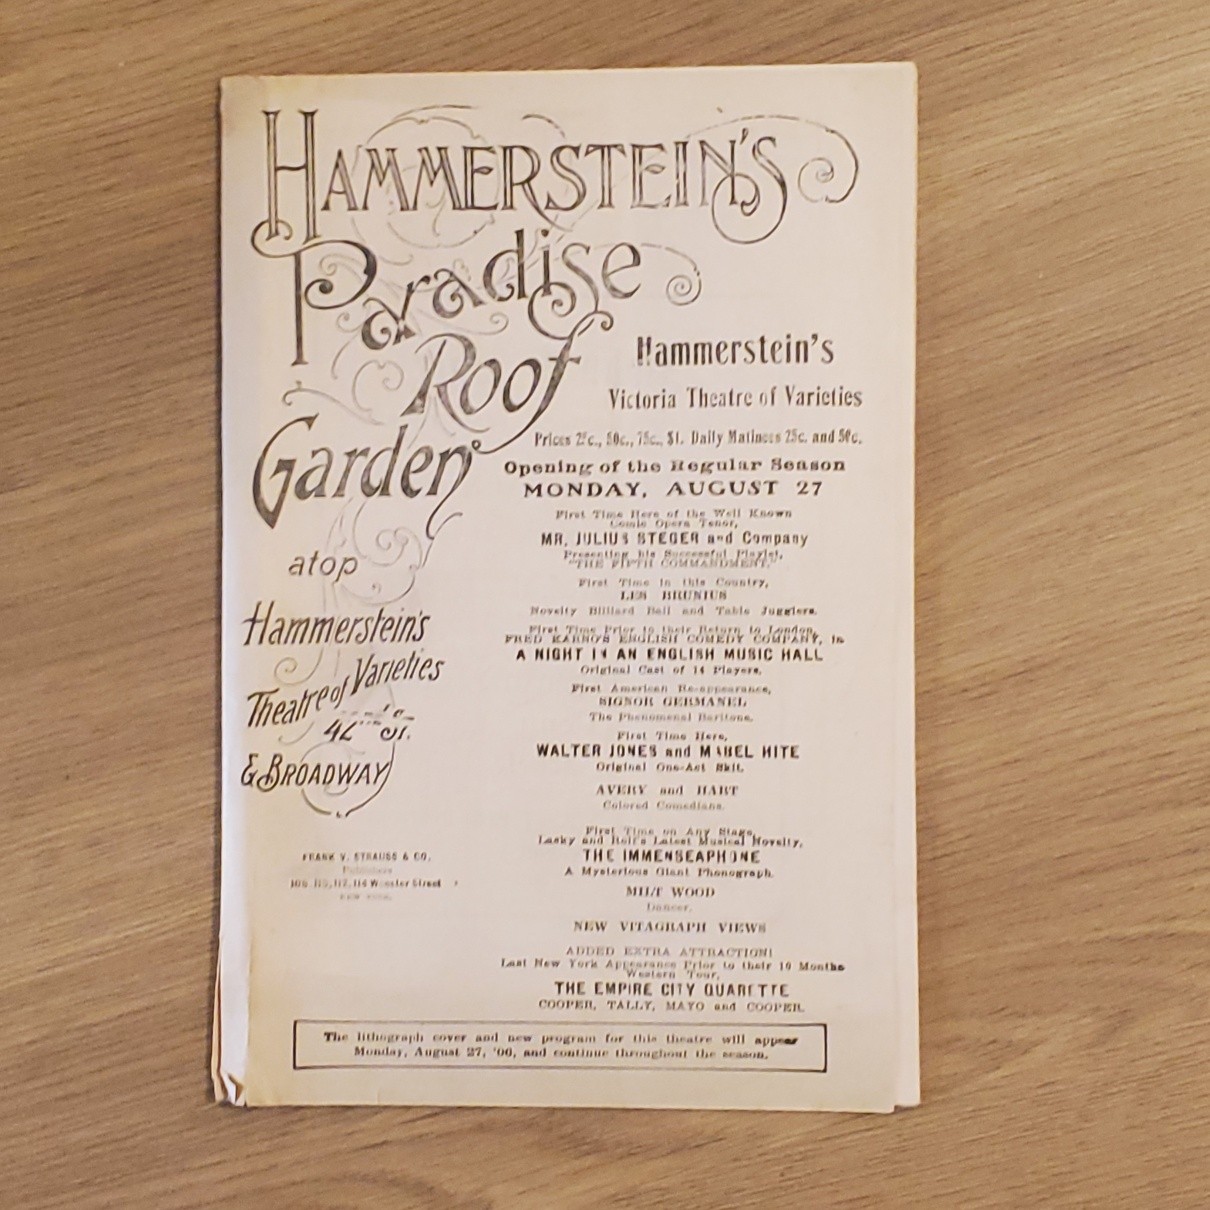 HAMMERSTEIN'S
Paradise
Roof
Garden
atop
Hammerstein's
Theatre of Varieties
42nd St.
& BROADWAY
FRANK V. STRAUSS & CO.
Publishers
Wooster Street
NEW YORK
Hammerstein's
Victoria Theatre of Varieties
Prices 25c., 50c., 75c., $1. Daily Matinees 25c. and 50c.
Opening of the Regular Season
MONDAY, AUGUST 27
First Time Here of the Well Known
Comic Opera Tenor,
MR. JULIUS STEGER and Company
Presenting his Successful Playlet,
"THE FIFTH COMMANDMENT."
First Time in this Country,
LES BRUNIUS
Novelty Billiard Ball and Table Jugglers.
First Time Prior to their Return to London,
FRED KARNO'S ENGLISH COMEDY COMPANY, in
A NIGHT IN AN ENGLISH MUSIC HALL
Original Cast of 14 Players.
First American Re-appearance,
SIGNOR GERMANEL
The Phenomenal Baritone.
First Time Here,
WALTER JONES and MABEL HITE
Original One-Act Skit.
AVERY and HART
Colored Comedians.
First Time on Any Stage,
Lasky and Rolf's Latest Musical Novelty,
THE IMMENSEAPHONE
A Mysterious Giant Phonograph.
MILT WOOD
Dancer.
NEW VITAGRAPH VIEWS
ADDED EXTRA ATTRACTION!
Last New York Appearance Prior to their 10 Months
Western Tour,
THE EMPIRE CITY QUARETTE
COOPER, TALLY, MAYO and COOPER.
The lithograph cover and new program for this theatre will appear
Monday, August 27, '06, and continue throughout the season.